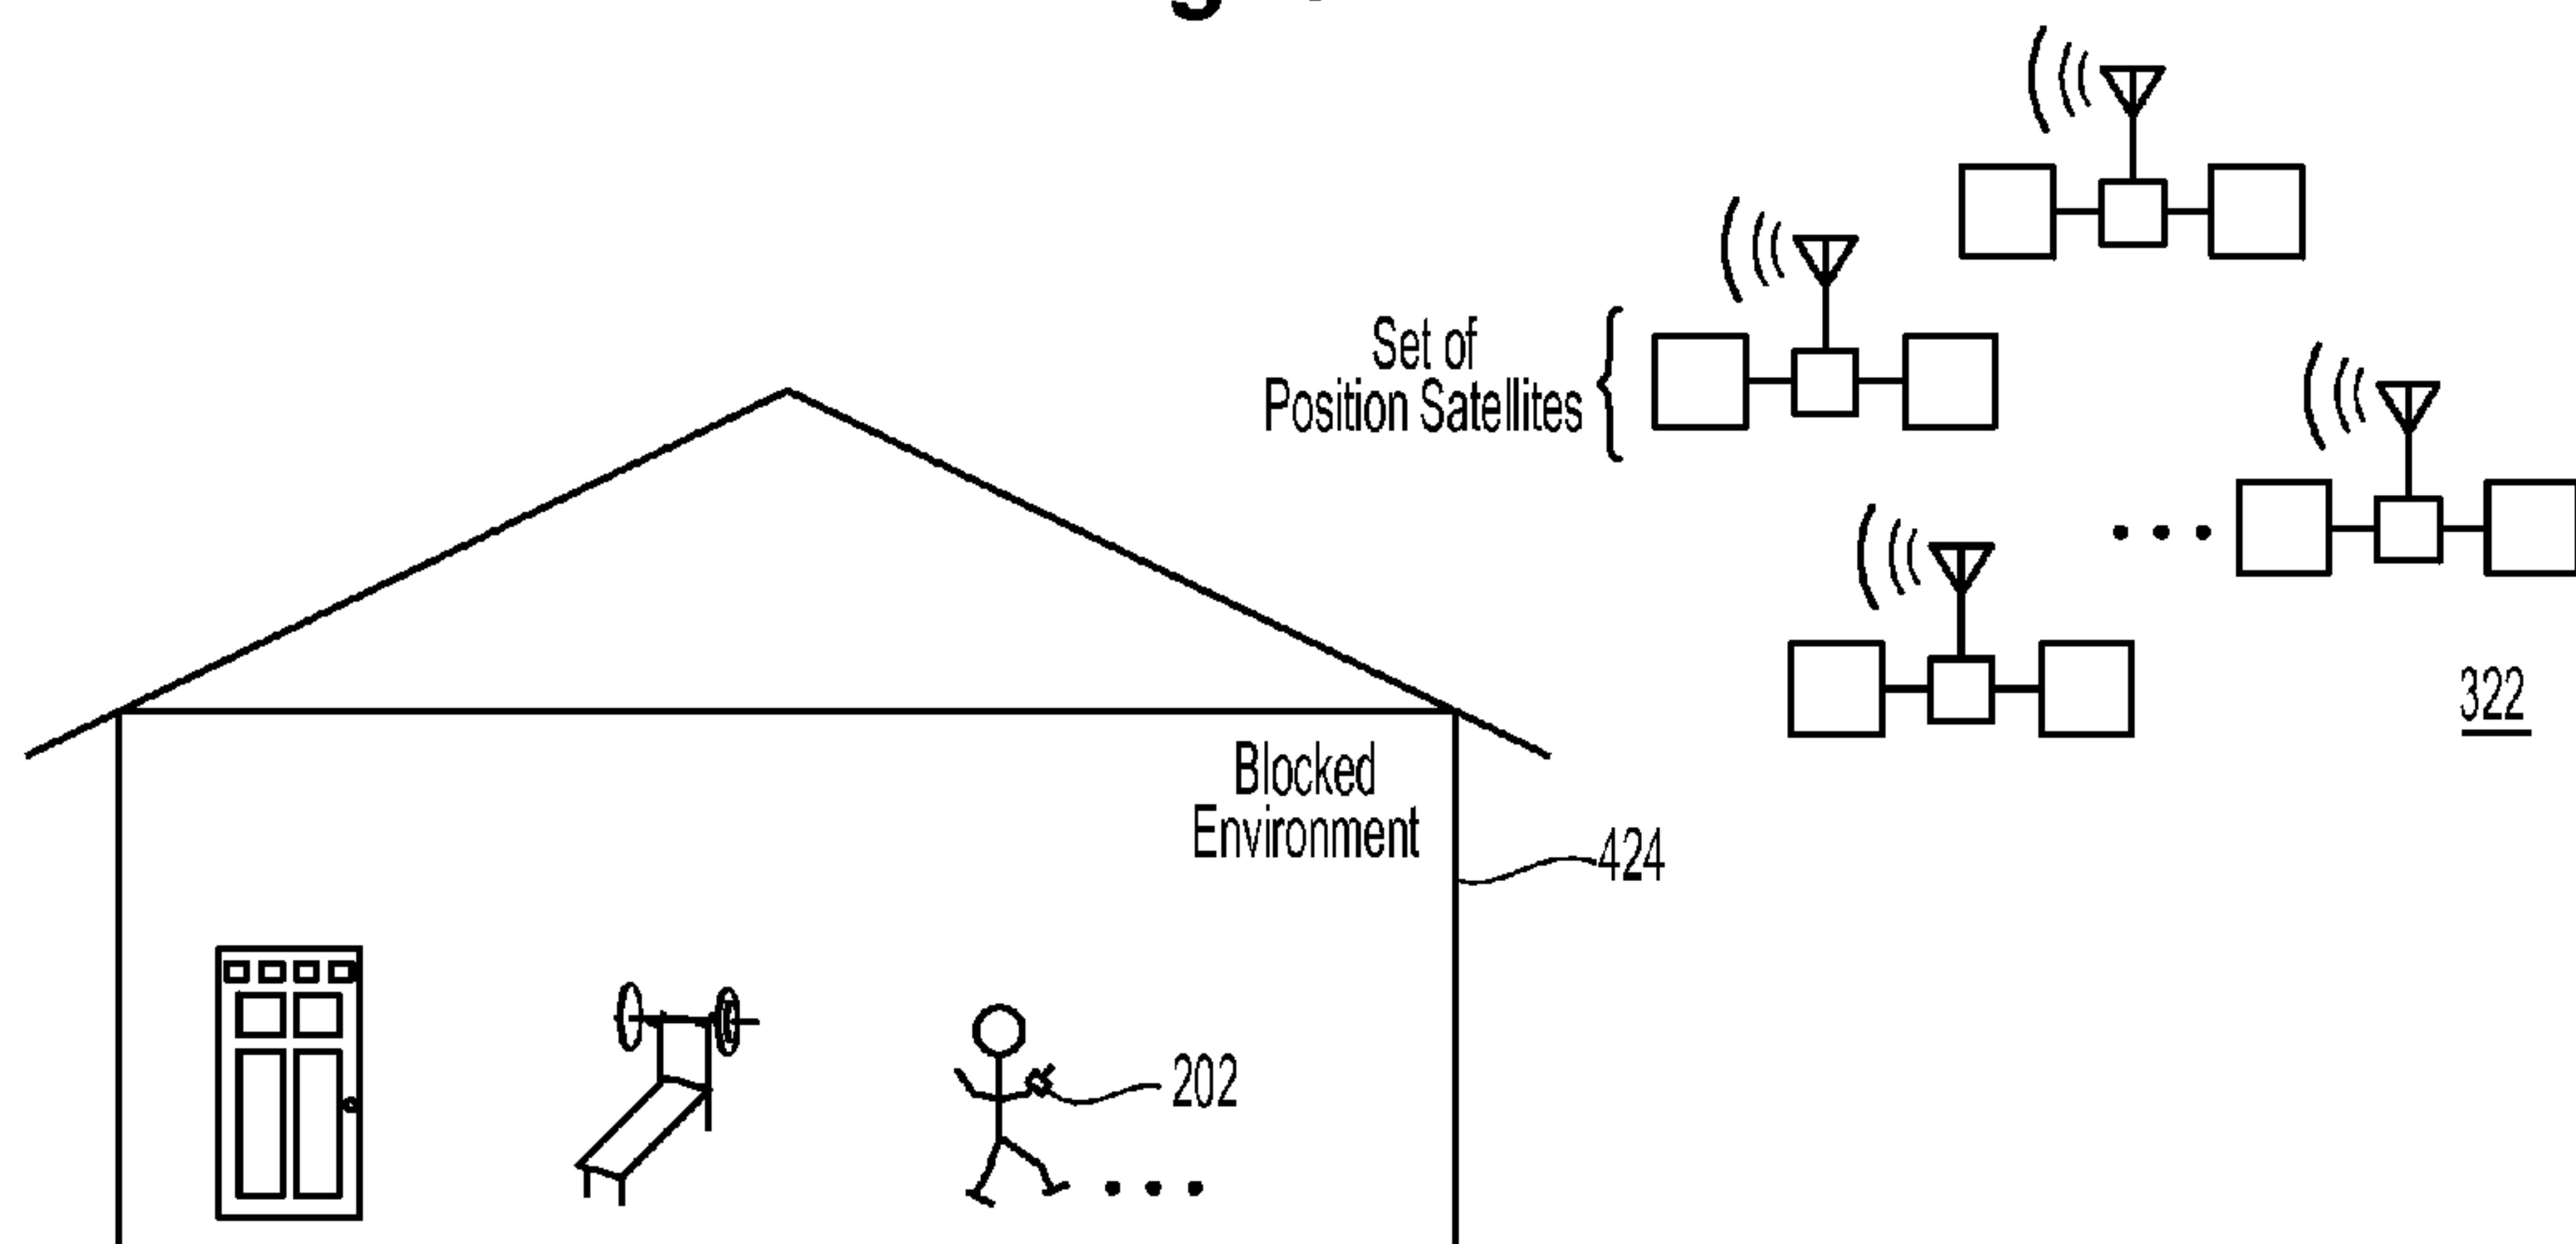 Set of
Position Satellites
322
Blocked
Environment
424
202